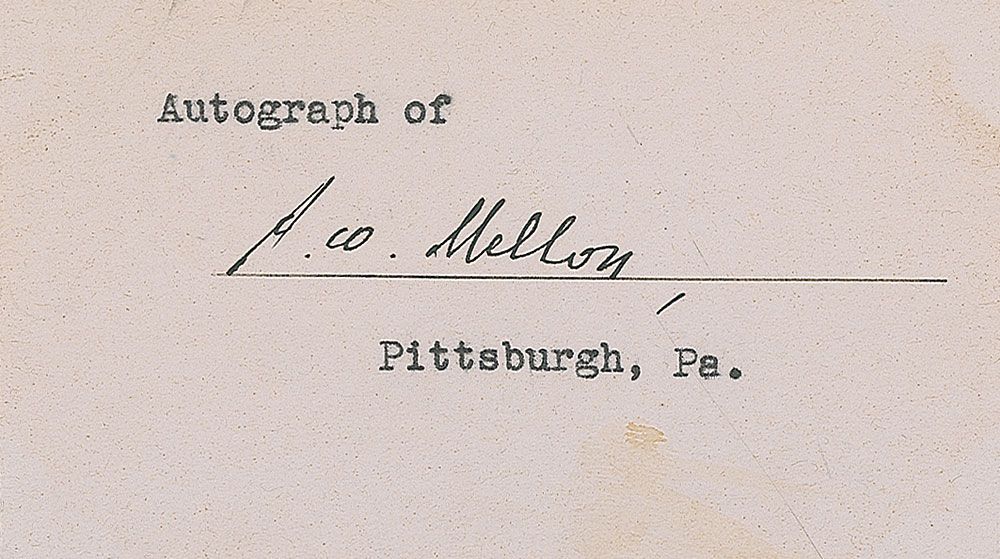 Autograph of
A. W. Mellon
Pittsburgh, Pa.